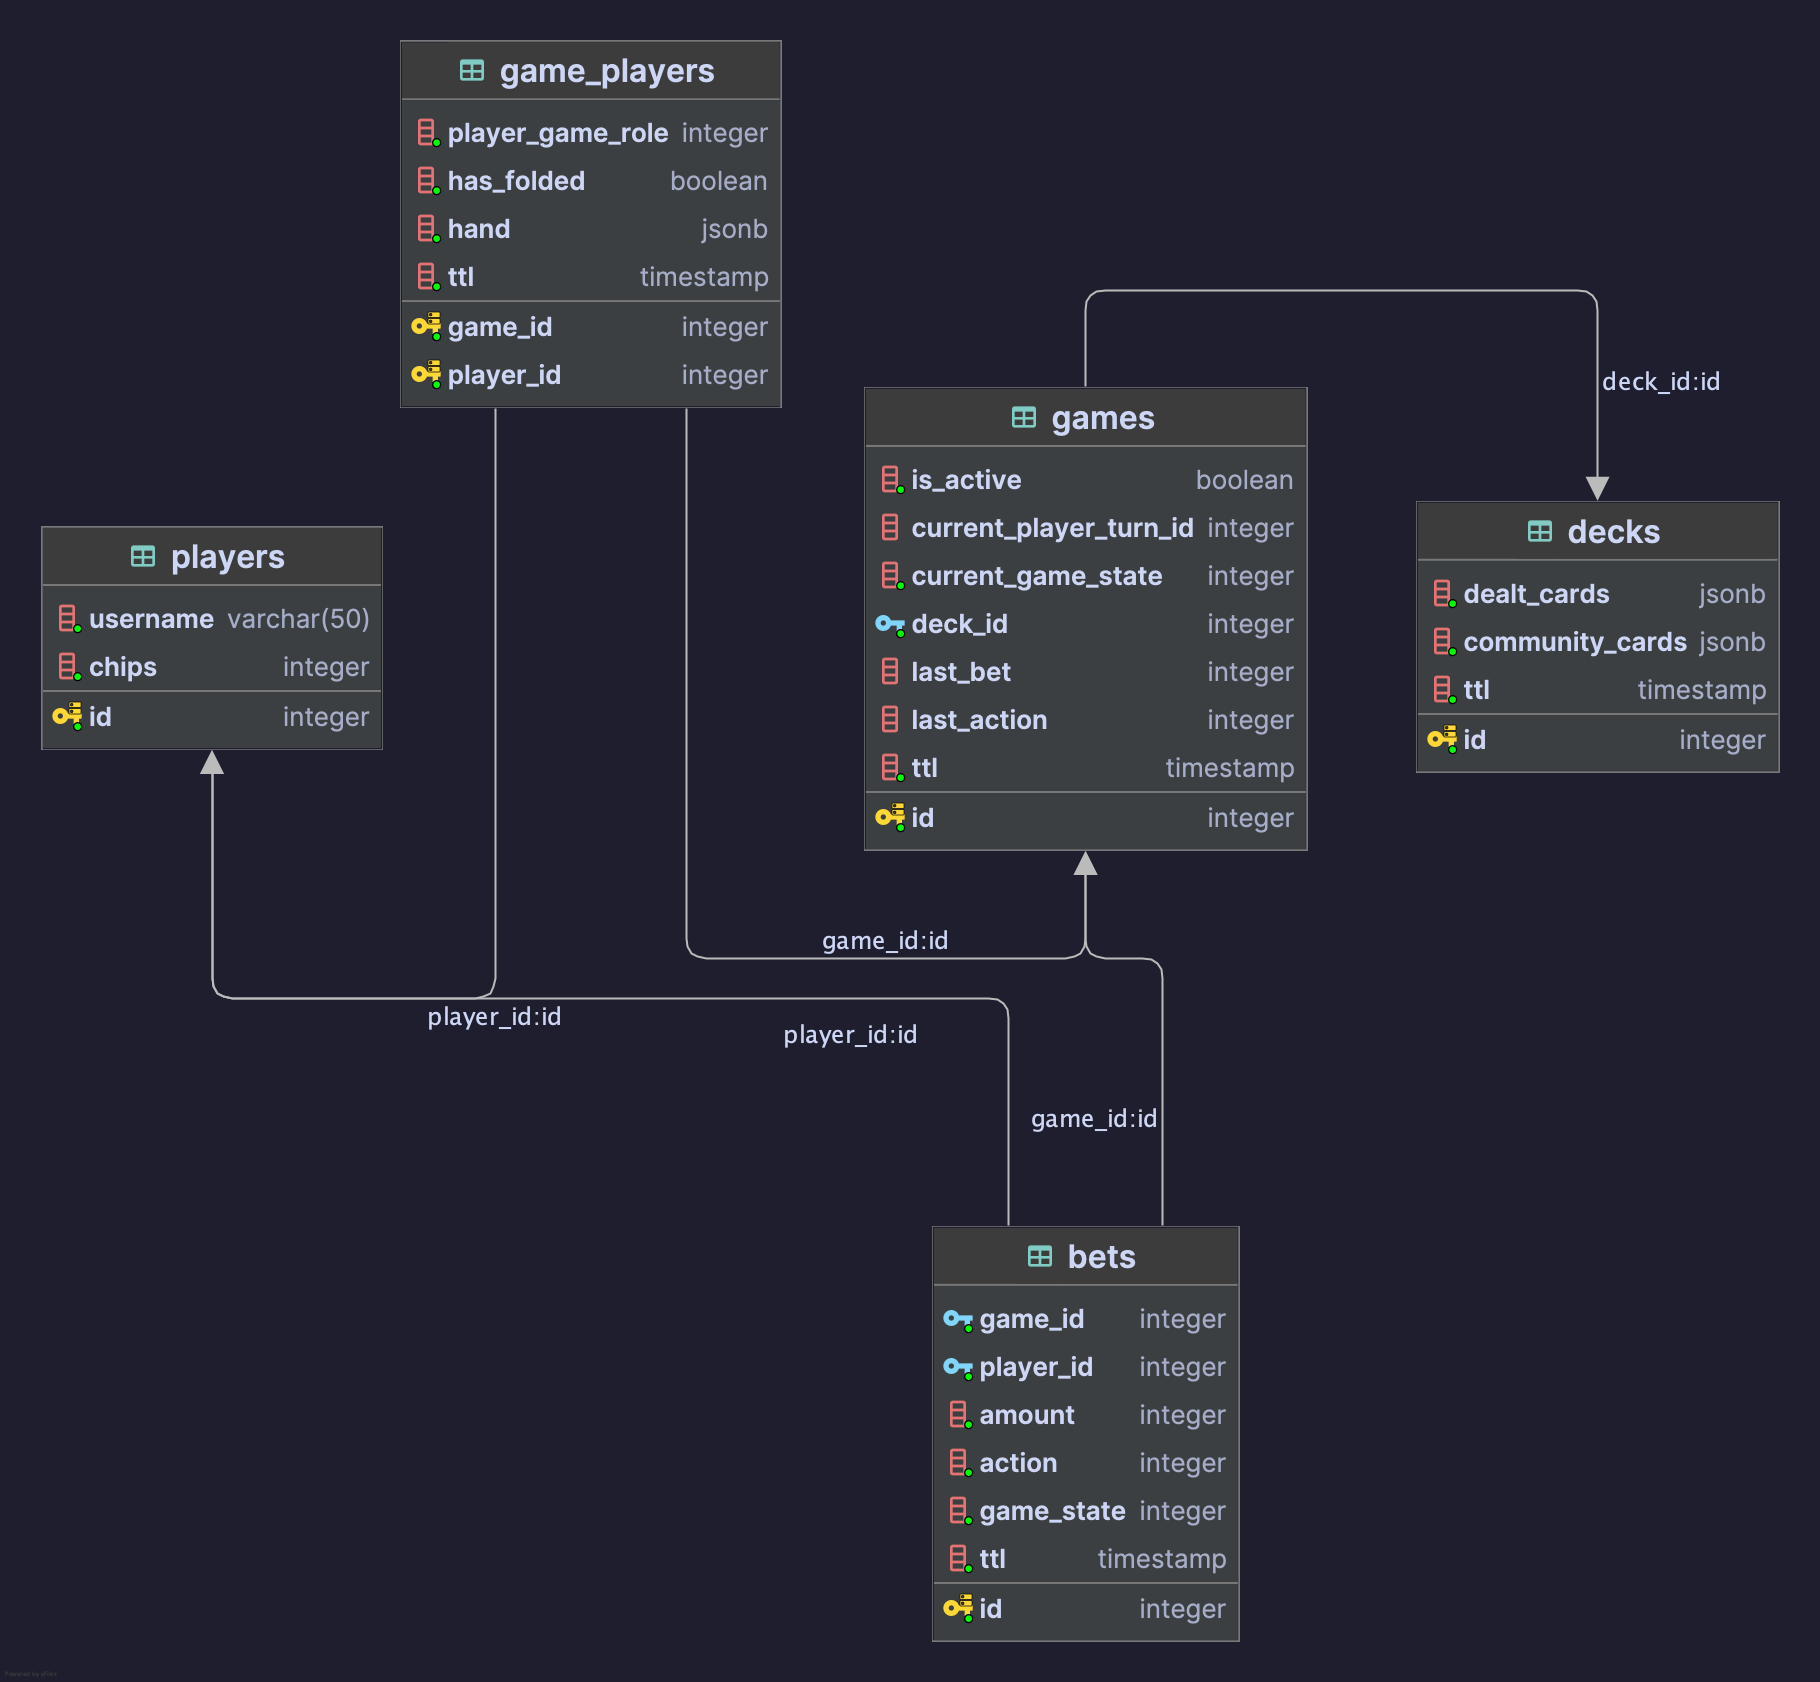 game_players
player_game_role integer
has_folded boolean
hand jsonb
ttl timestamp
game_id integer
player_id integer
games
is_active boolean
current_player_turn_id integer
current_game_state integer
deck_id integer
last_bet integer
last_action integer
ttl timestamp
id integer
deck_id:id
decks
dealt_cards jsonb
community_cards jsonb
ttl timestamp
id integer
players
username varchar(50)
chips integer
id integer
game_id:id
player_id:id
player_id:id
game_id:id
bets
game_id integer
player_id integer
amount integer
action integer
game_state integer
ttl timestamp
id integer
Powered by yFiles